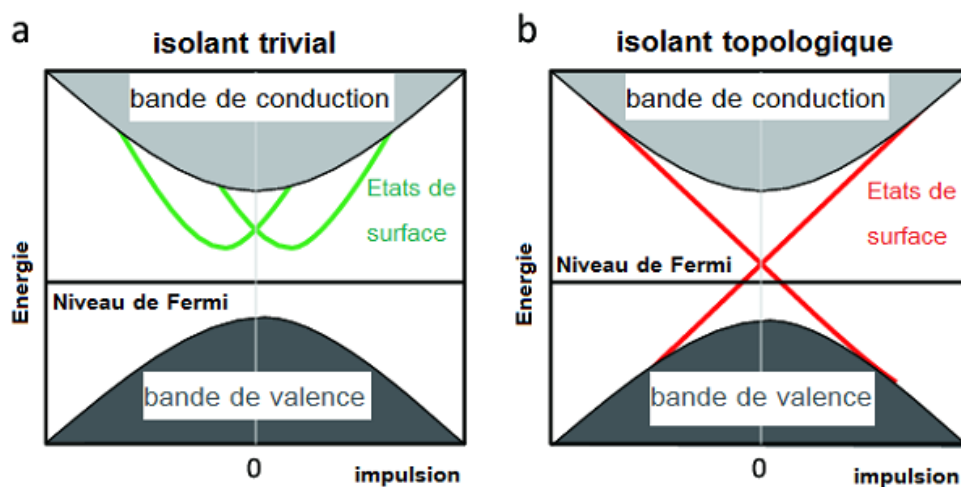 a
isolant trivial
bande de conduction
Etats de
surface
Energie
Niveau de Fermi
bande de valence
0
impulsion
b
isolant topologique
bande de conduction
Etats de
surface
Energie
Niveau de Fermi
bande de valence
0
impulsion